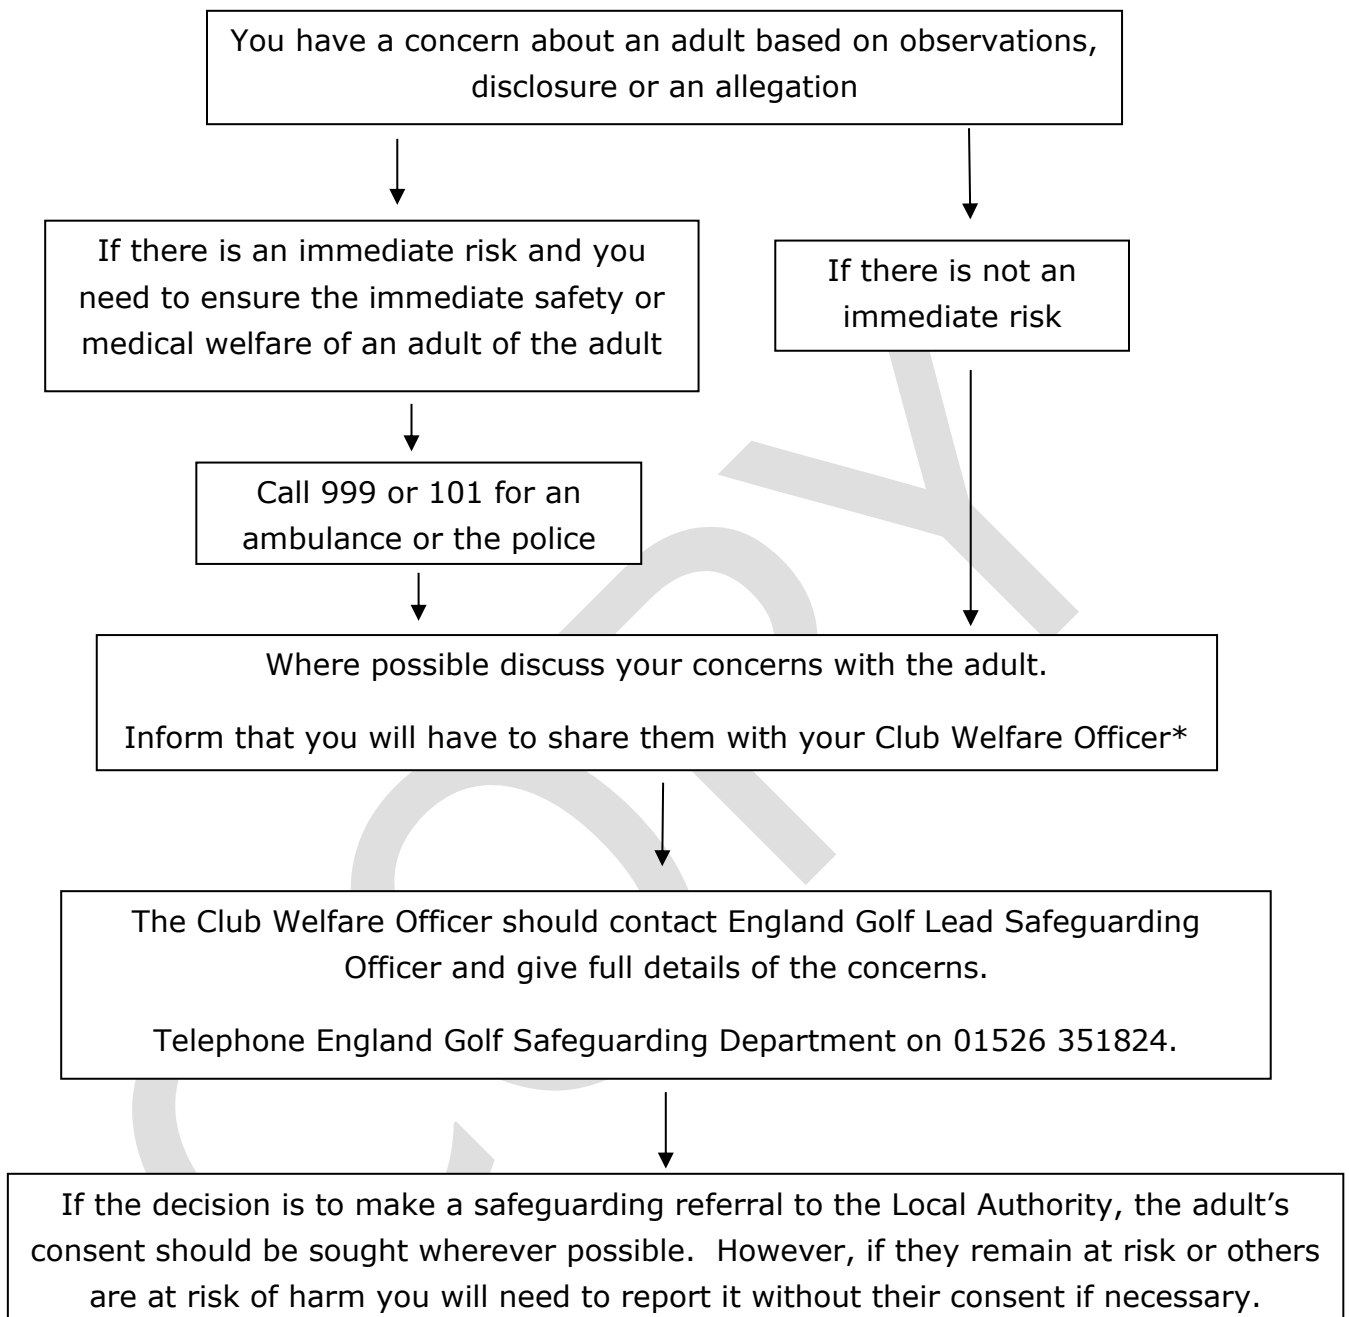 You have a concern about an adult based on observations,
disclosure or an allegation
If there is an immediate risk and you
need to ensure the immediate safety or
medical welfare of an adult of the adult
If there is not an
immediate risk
Call 999 or 101 for an
ambulance or the police
Where possible discuss your concerns with the adult.
Inform that you will have to share them with your Club Welfare Officer*
The Club Welfare Officer should contact England Golf Lead Safeguarding
Officer and give full details of the concerns.
Telephone England Golf Safeguarding Department on 01526 351824.
If the decision is to make a safeguarding referral to the Local Authority, the adult’s
consent should be sought wherever possible.  However, if they remain at risk or others
are at risk of harm you will need to report it without their consent if necessary.
COPY